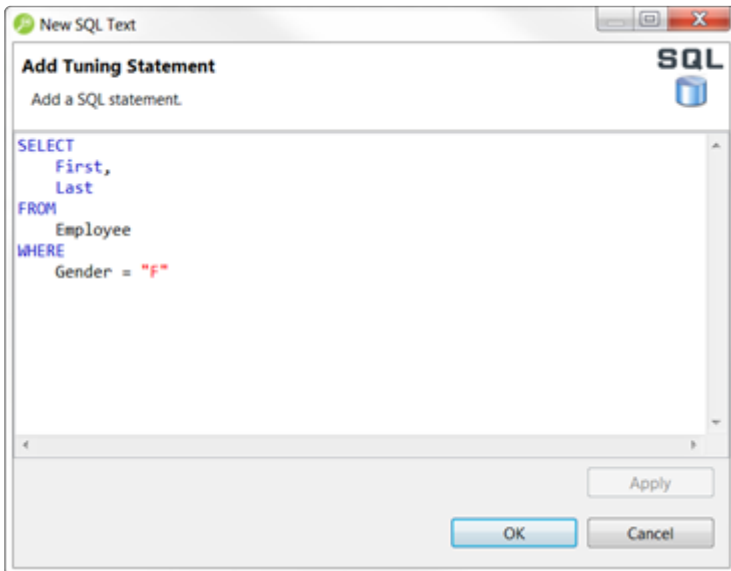 New SQL Text
Add Tuning Statement
SQL
Add a SQL statement.
SELECT
    First,
    Last
FROM
    Employee
WHERE
    Gender = "F"
Apply
OK
Cancel